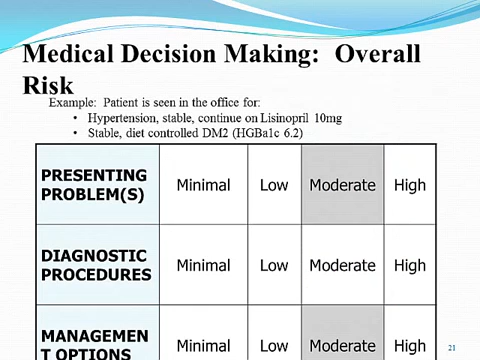 Medical Decision Making:  Overall
Risk
Example:  Patient is seen in the office for:
• Hypertension, stable, continue on Lisinopril 10mg
• Stable, diet controlled DM2 (HGBa1c 6.2)
PRESENTING
PROBLEM(S) Minimal Low Moderate High
DIAGNOSTIC
PROCEDURES Minimal Low Moderate High
MANAGEMEN
T OPTIONS Minimal Low Moderate High
21